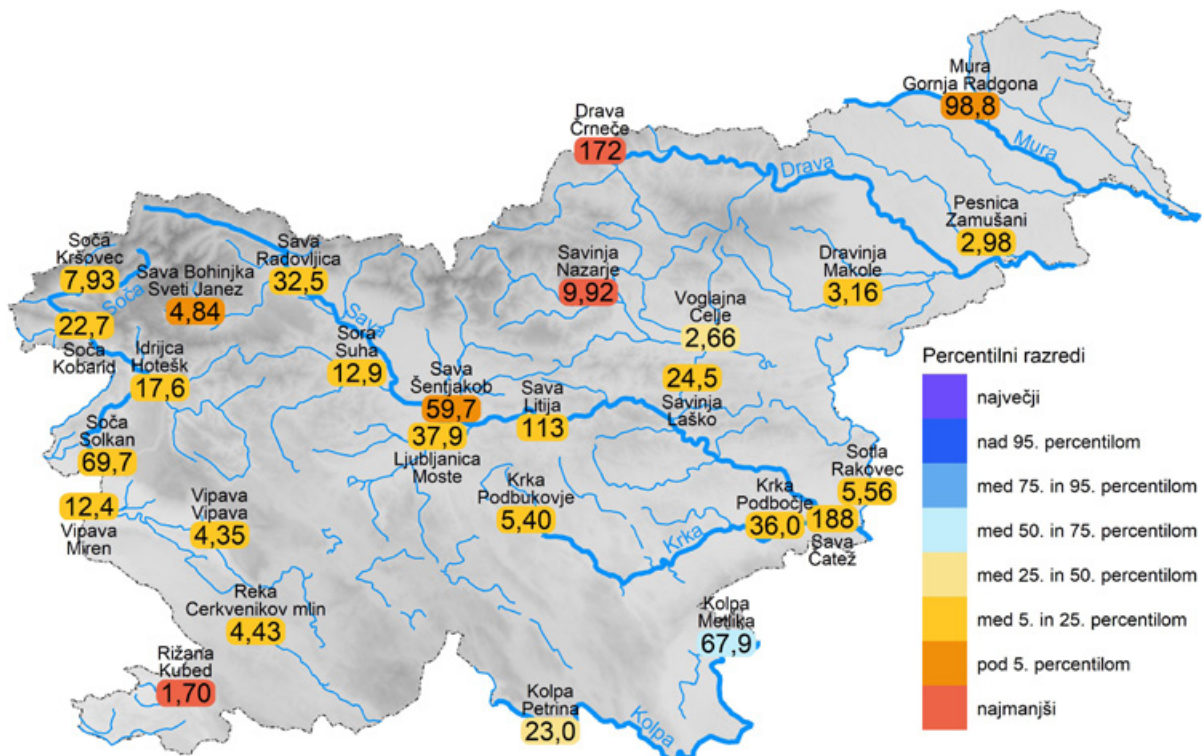 Mura
Gornja Radgona
98,8
Mura
Drava
Črneče
172
Drava
Pesnica
Zamušani
2,98
Soča
Kršovec
7,93
Sava Bohinjka
Sveti Janez
4,84
Sava
Radovljica
32,5
Savinja
Nazarje
9,92
Dravinja
Makole
3,16
Soča
22,7
Soča
Kobarid
Idrijca
Hotešk
17,6
Sava
Sora
Suha
12,9
Voglajna
Celje
2,66
Sava
Šentjakob
59,7
37,9
Ljubljanica
Moste
Sava
Litija
113
24,5
Savinja
Laško
Soča
Solkan
69,7
12,4
Vipava
Miren
Vipava
Vipava
4,35
Krka
Podbukovje
5,40
Krka
Krka
Podbočje
36,0
188
Sava
Čatež
Sotla
Rakovec
5,56
Reka
Cerkvenikov mlin
4,43
Kolpa
Metlika
67,9
Rižana
Kubed
1,70
Kolpa
Petrina
23,0
Kolpa
Percentilni razredi
največji
nad 95. percentilom
med 75. in 95. percentilom
med 50. in 75. percentilom
med 25. in 50. percentilom
med 5. in 25. percentilom
pod 5. percentilom
najmanjši